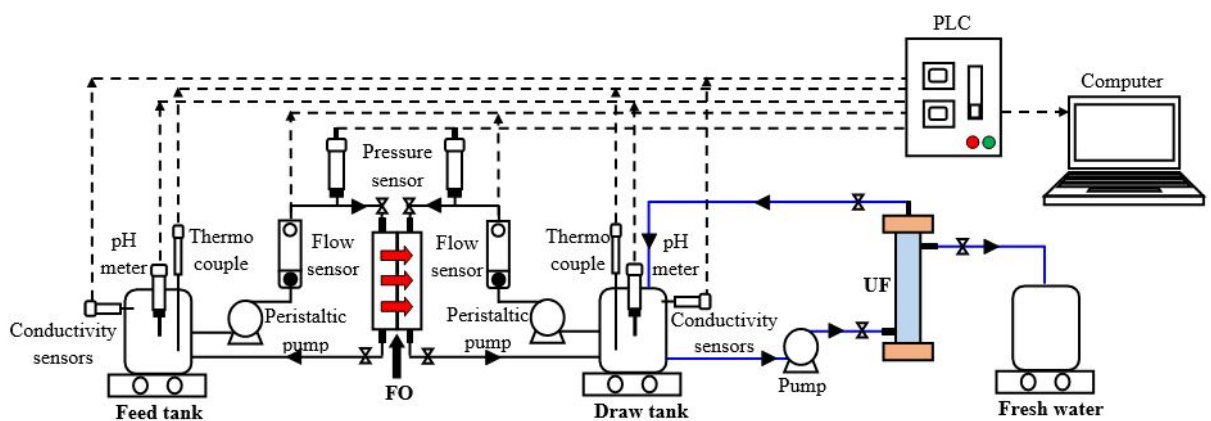 PLC
Computer
Pressure
sensor
pH
meter
Thermo
couple
Flow
sensor
Flow
sensor
Thermo
couple
pH
meter
UF
Conductivity
sensors
Peristaltic
pump
Peristaltic
pump
Conductivity
sensors
Pump
FO
Feed tank
Draw tank
Fresh water